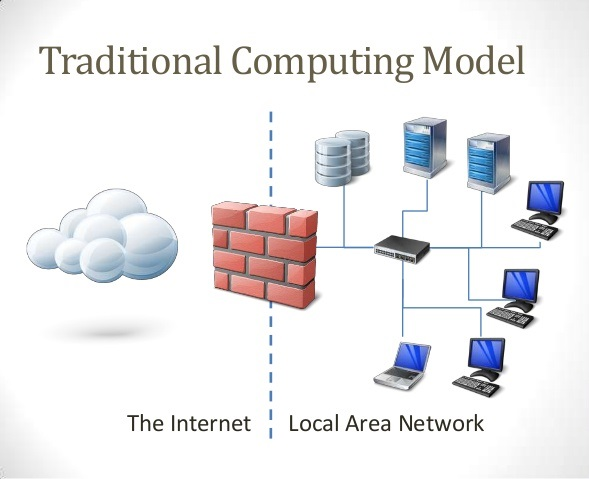 Traditional Computing Model
The Internet
Local Area Network